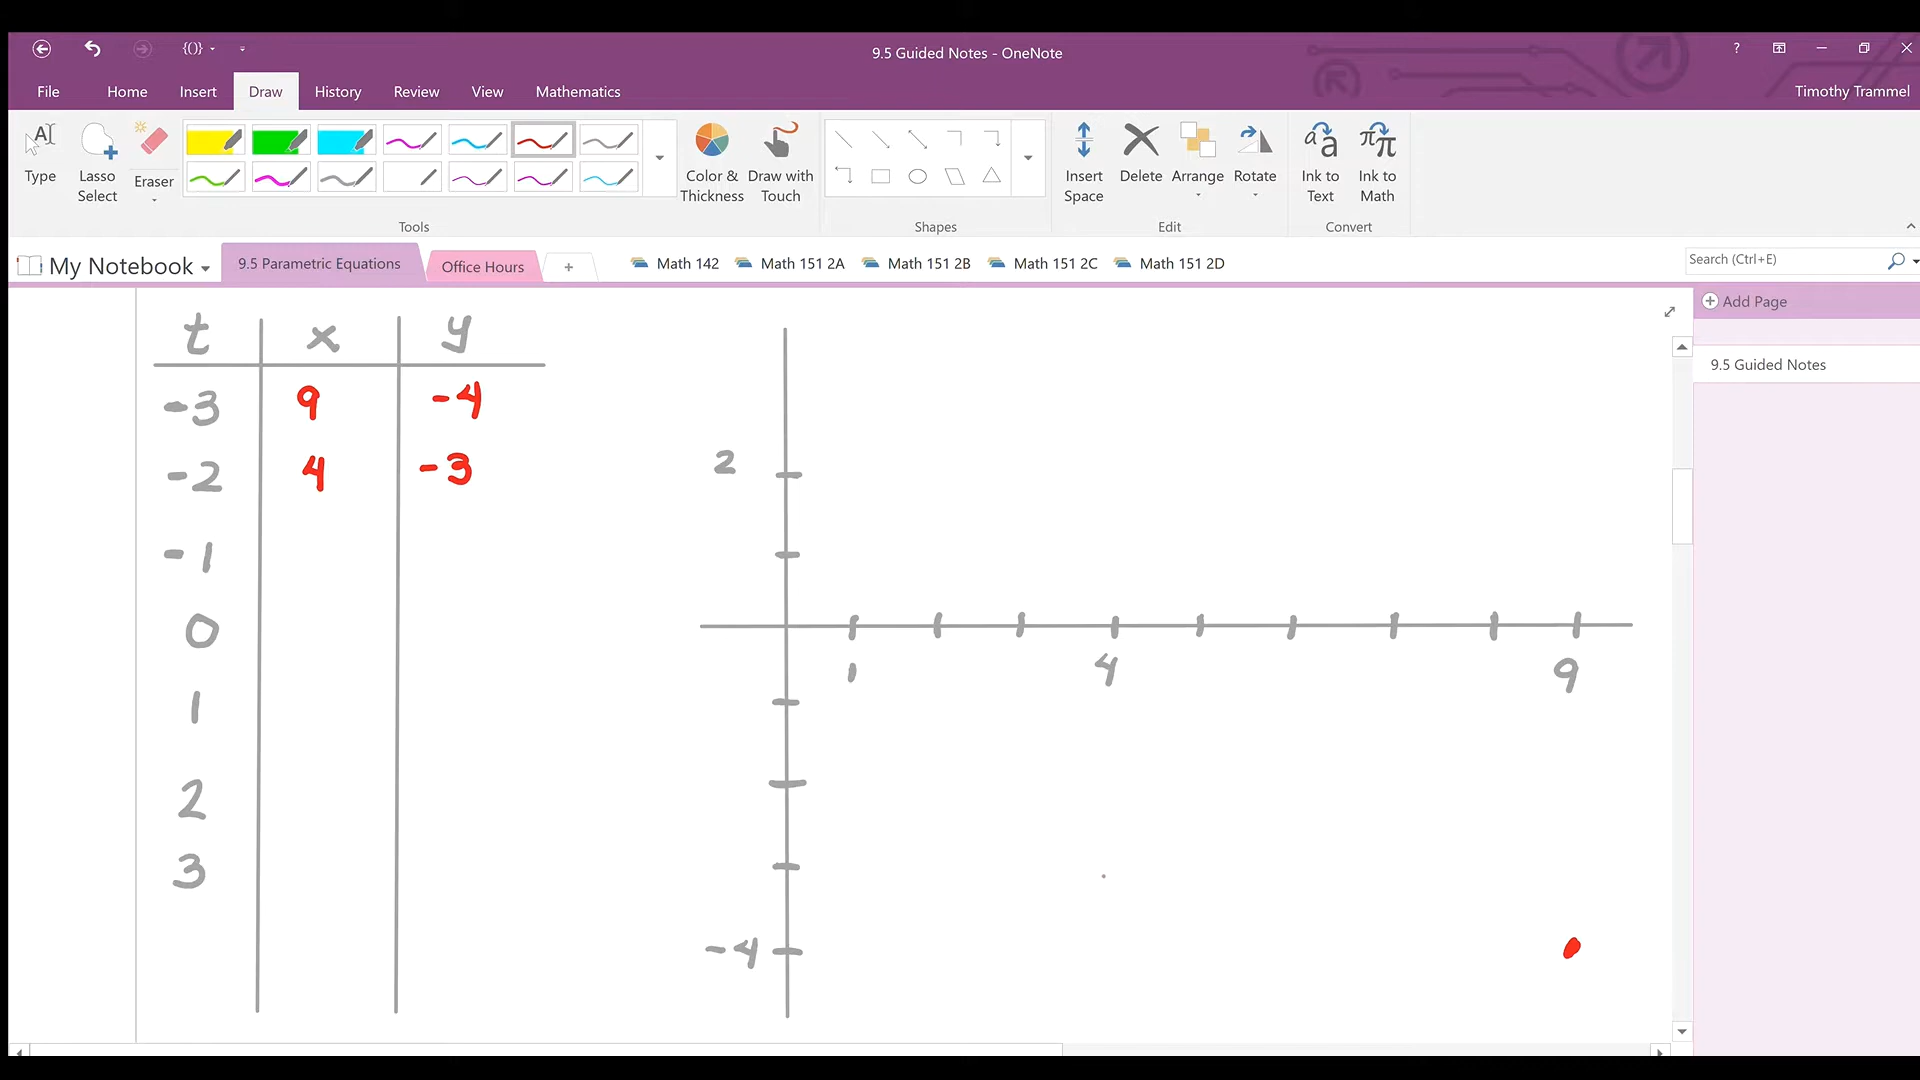 {()}
9.5 Guided Notes - OneNote
?
File Home Insert Draw History Review View Mathematics
Timothy Trammel
Type
Lasso Select
Eraser
Color & Thickness
Draw with Touch
Insert Space
Delete
Arrange
Rotate
Ink to Text
Ink to Math
Tools
Shapes
Edit
Convert
My Notebook
9.5 Parametric Equations
Office Hours
+
Math 142
Math 151 2A
Math 151 2B
Math 151 2C
Math 151 2D
Search (Ctrl+E)
Add Page
9.5 Guided Notes
t x y
-3 9 -4
-2 4 -3
-1
0
1
2
3
2
1 4 9
-4